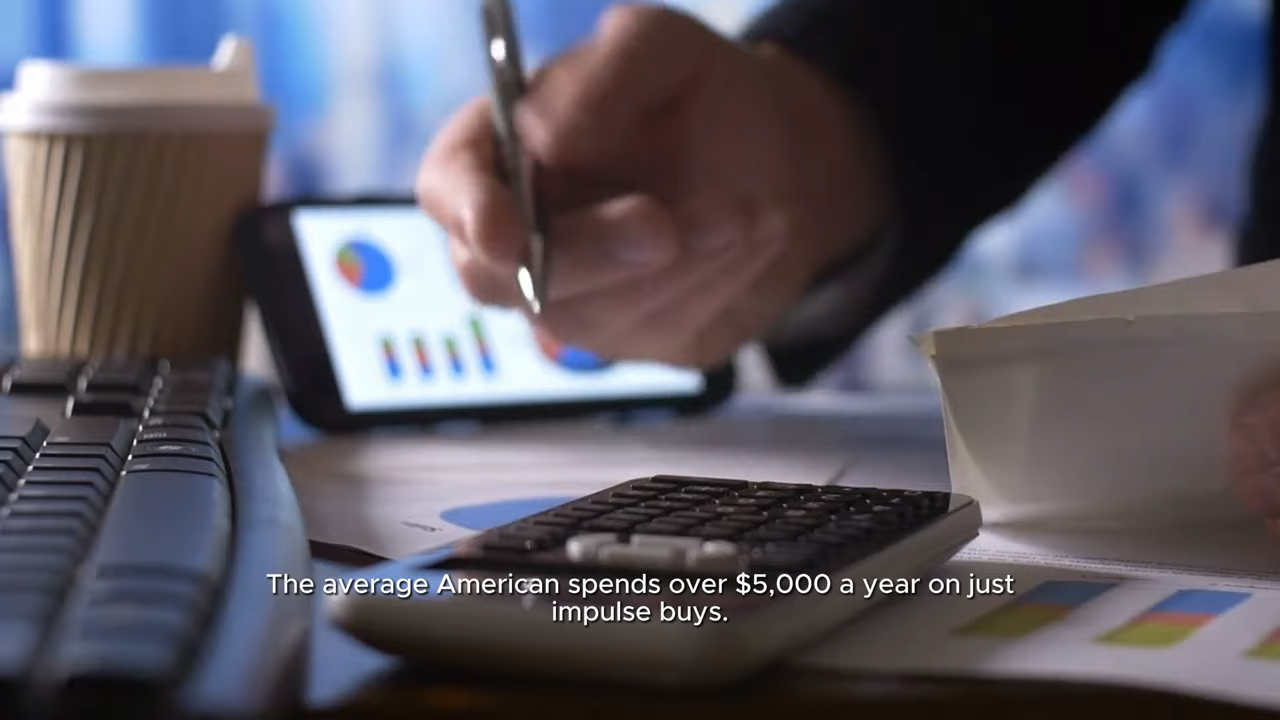 The average American spends over $5,000 a year on just
impulse buys.